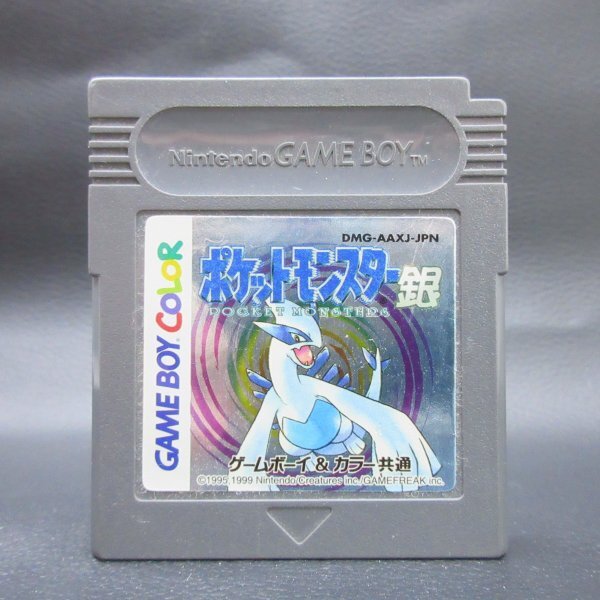 Nintendo GAME BOY TM
DMG-AAXJ-JPN
ポケットモンスター 銀
POCKET MONSTERS
GAME BOY COLOR
ゲームボーイ & カラー共通
©1995,1999 Nintendo/Creatures inc./GAMEFREAK inc.